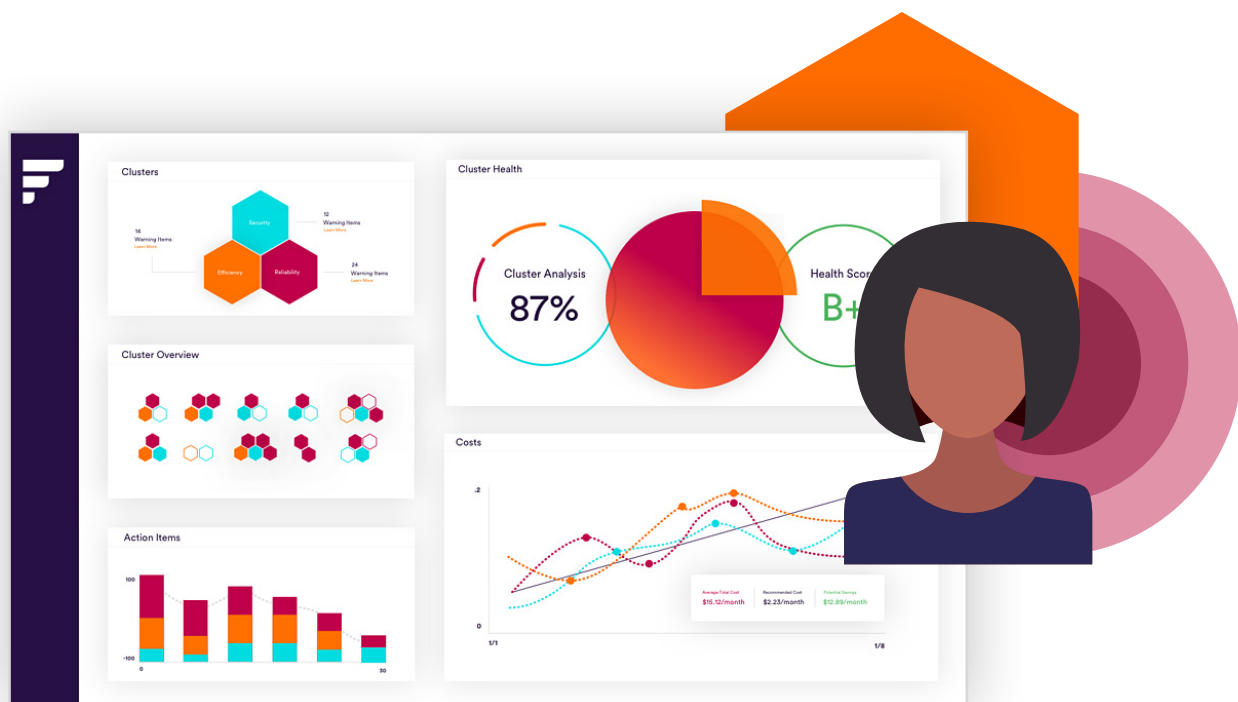 Clusters
Security
12
Warning Items
Learn More
16
Warning Items
Learn More
Efficiency
Reliability
24
Warning Items
Learn More
Cluster Health
Cluster Analysis
87%
Health Scor
B+
Cluster Overview
Action Items
100
-100
0
30
Costs
.2
0
1/1
1/8
Average Total Cost
$15.12/month
Recommended Cost
$2.23/month
Potential Savings
$12.89/month